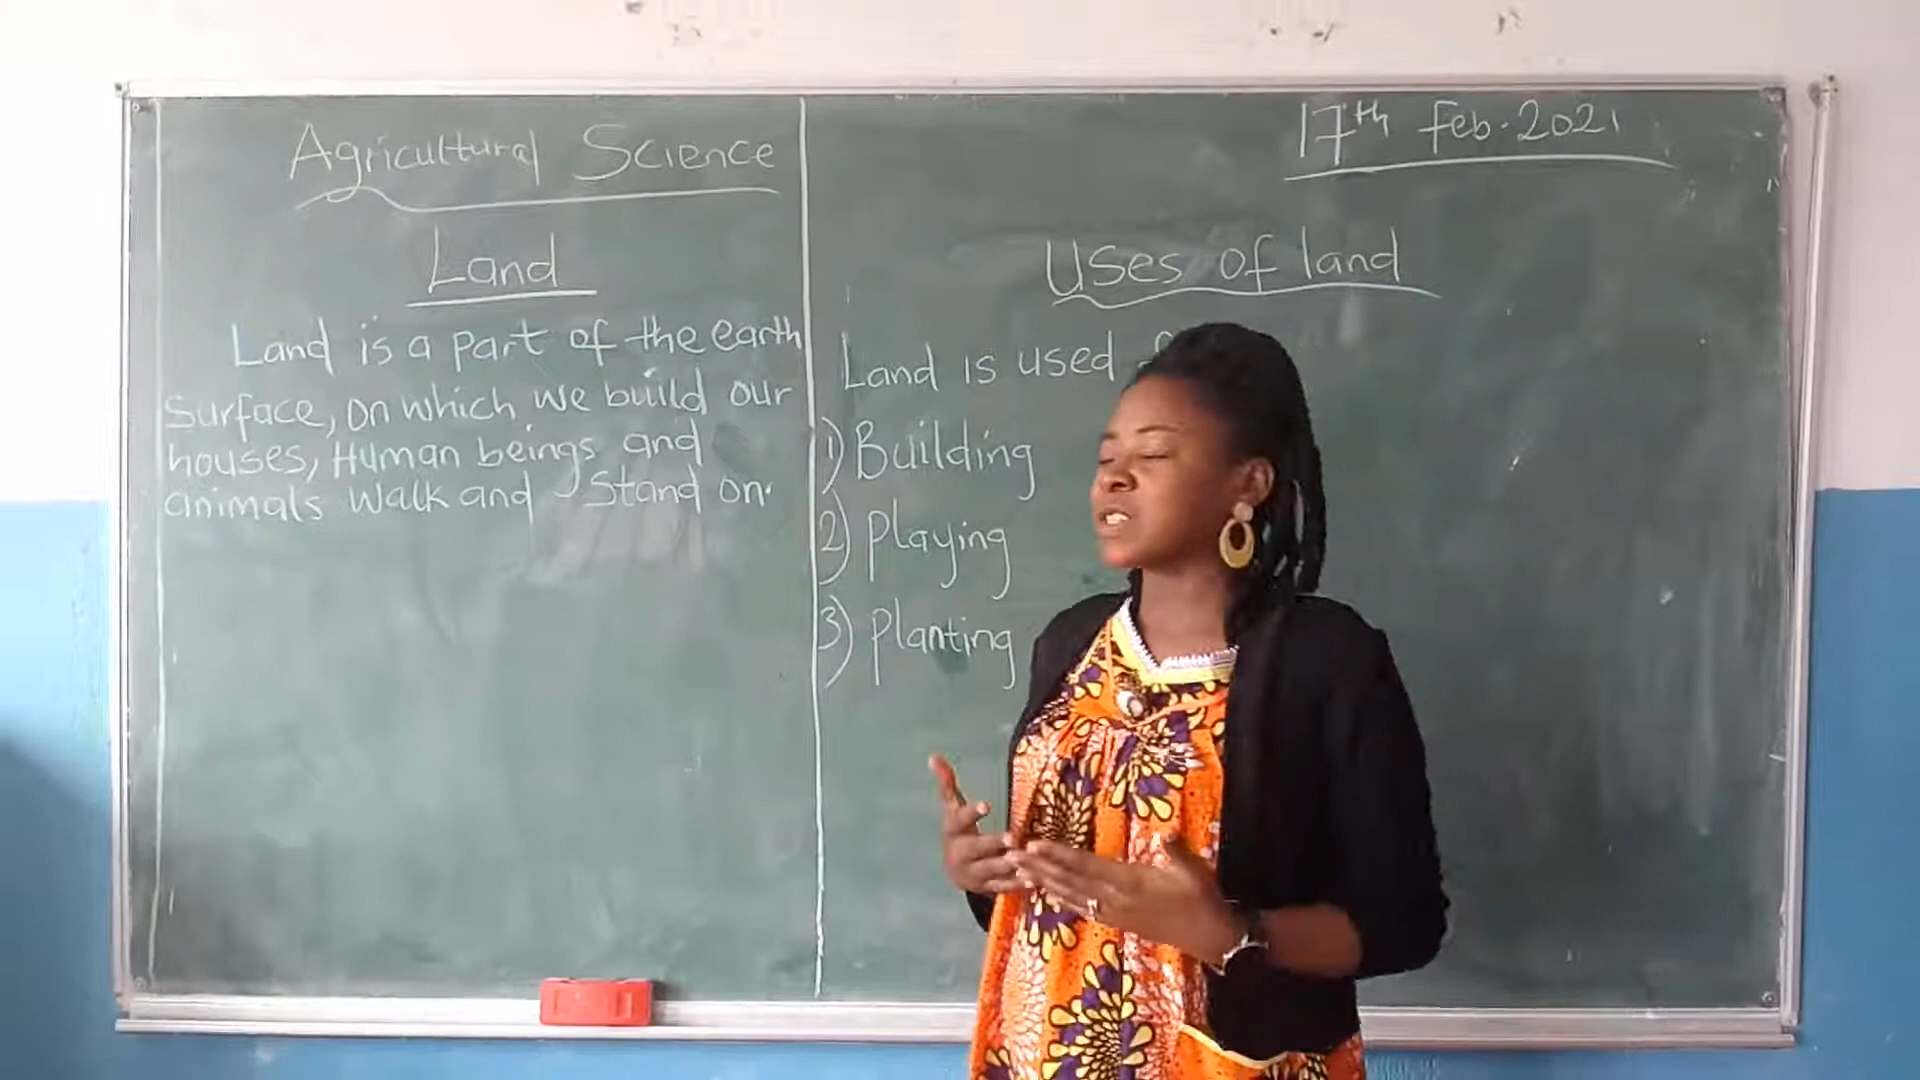 Agricultural Science
Land
Land is a part of the earth
Surface, on which we build our
houses, Human beings and
animals walk and stand on.
17th Feb. 2021
Uses of land
Land is used
1) Building
2) Playing
3) Planting